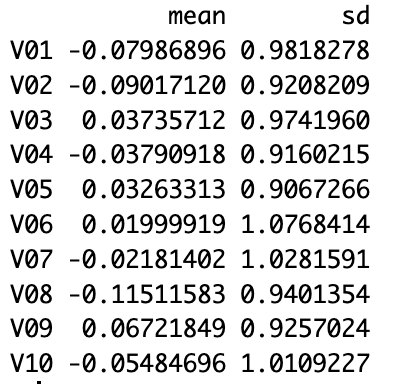 mean sd
V01 -0.07986896 0.9818278
V02 -0.09017120 0.9208209
V03 0.03735712 0.9741960
V04 -0.03790918 0.9160215
V05 0.03263313 0.9067266
V06 0.01999919 1.0768414
V07 -0.02181402 1.0281591
V08 -0.11511583 0.9401354
V09 0.06721849 0.9257024
V10 -0.05484696 1.0109227